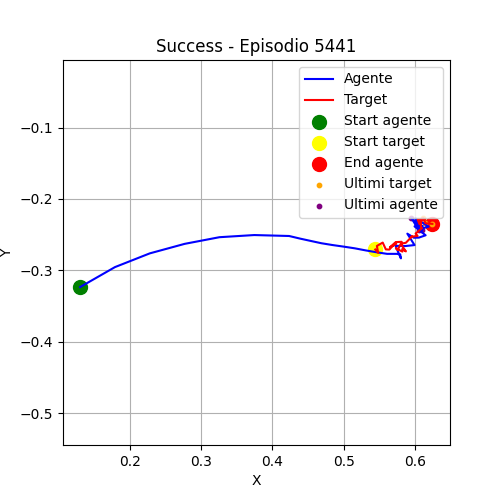 Success - Episodio 5441
Agente
Target
Start agente
Start target
End agente
Ultimi target
Ultimi agente
−0.1
−0.2
−0.3
−0.4
−0.5
Y
0.2 0.3 0.4 0.5 0.6
X